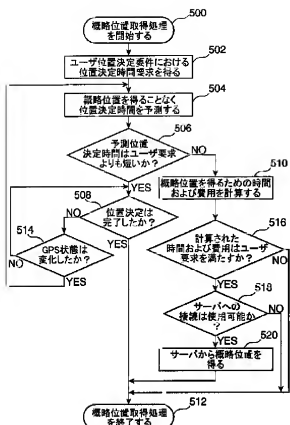 500
概略位置取得処理
を開始する
502
ユーザ位置決定要件における
位置決定時間要求を得る
504
概略位置を得ることなく
位置決定時間を予測する
506
予測位置
決定時間はユーザ要求
よりも短いか?
NO
510
YES
概略位置を得るための時間
および費用を計算する
508
位置決定は
完了したか?
NO
YES
514
GPS状態は
変化したか?
NO
YES
516
計算された
時間および費用はユーザ
要求を満たすか?
NO
YES
518
サーバへの
接続は使用可能か
?
NO
YES
520
サーバから概略位置を
得る
512
概略位置取得処理
を終了する